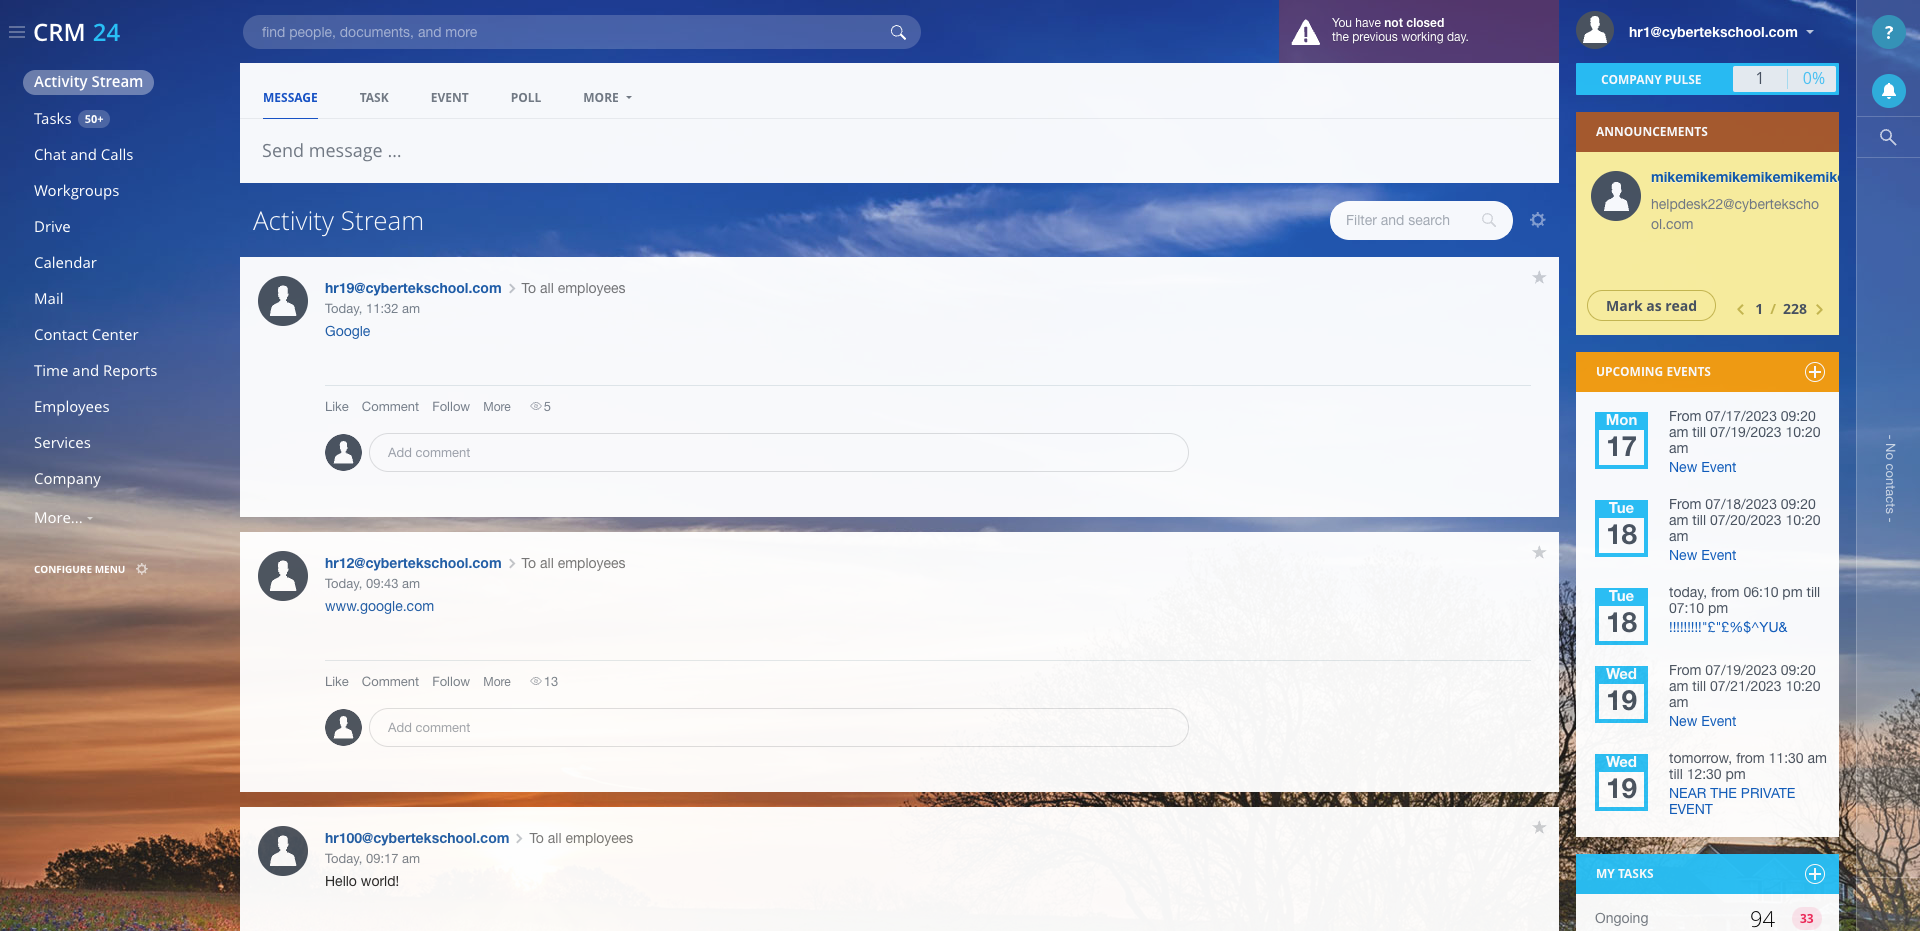 CRM 24
find people, documents, and more
You have not closed
the previous working day.
hr1@cybertekschool.com
?
Activity Stream
Tasks 50+
Chat and Calls
Workgroups
Drive
Calendar
Mail
Contact Center
Time and Reports
Employees
Services
Company
More...
CONFIGURE MENU
MESSAGE TASK EVENT POLL MORE
Send message ...
Activity Stream
Filter and search
hr19@cybertekschool.com > To all employees
Today, 11:32 am
Google
Like Comment Follow More 5
Add comment
hr12@cybertekschool.com > To all employees
Today, 09:43 am
www.google.com
Like Comment Follow More 13
Add comment
hr100@cybertekschool.com > To all employees
Today, 09:17 am
Hello world!
COMPANY PULSE 1 0%
ANNOUNCEMENTS
mikemikemikemikemikemike
helpdesk22@cyberteksho
ol.com
Mark as read
1 / 228
UPCOMING EVENTS
Mon
17
From 07/17/2023 09:20
am till 07/19/2023 10:20
am
New Event
Tue
18
From 07/18/2023 09:20
am till 07/20/2023 10:20
am
New Event
Tue
18
today, from 06:10 pm till
07:10 pm
!!!!!!!!!"£"£%$^YU&
Wed
19
From 07/19/2023 09:20
am till 07/21/2023 10:20
am
New Event
Wed
19
tomorrow, from 11:30 am
till 12:30 pm
NEAR THE PRIVATE
EVENT
MY TASKS
Ongoing 94 33
- No contacts -